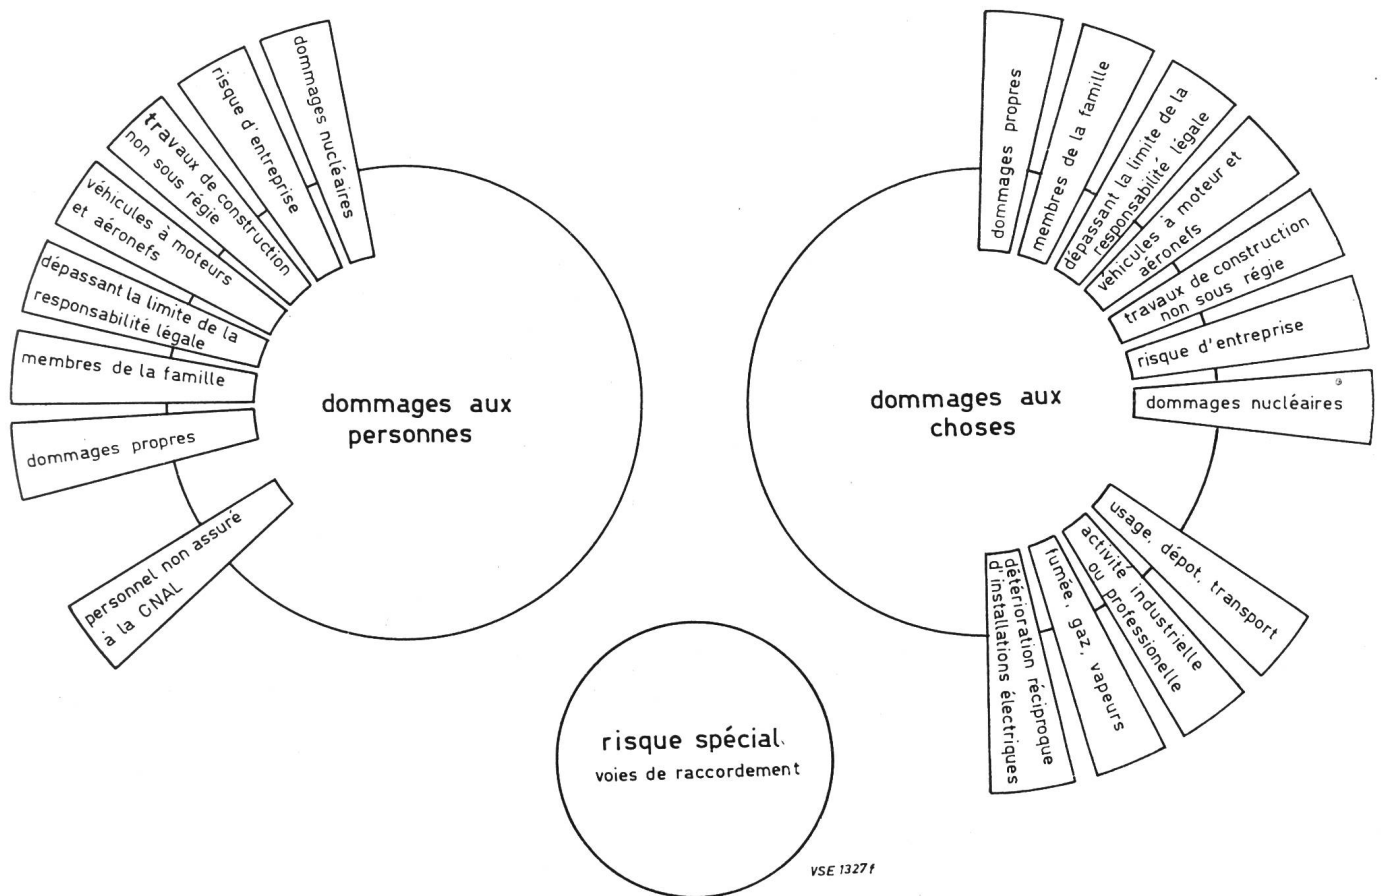 dommages nucléaires
risque d'entreprise
travaux de construction
non sous régie
véhicules à moteurs
et aéronefs
dépassant la limite de la
responsabilité légale
membres de la famille
dommages propres
personnel non assuré
à la CNAL
dommages aux
personnes
dommages propres
membres de la famille
dépassant la limite de la
responsabilité légale
véhicules à moteur et
aéronefs
travaux de construction
non sous régie
risque d'entreprise
dommages nucléaires
usage, dépot, transport
activité industrielle
ou professionelle
fumée, gaz, vapeurs
détérioration réciproque
d'installations électriques
dommages aux
choses
risque spécial
voies de raccordement
VSE 1327f